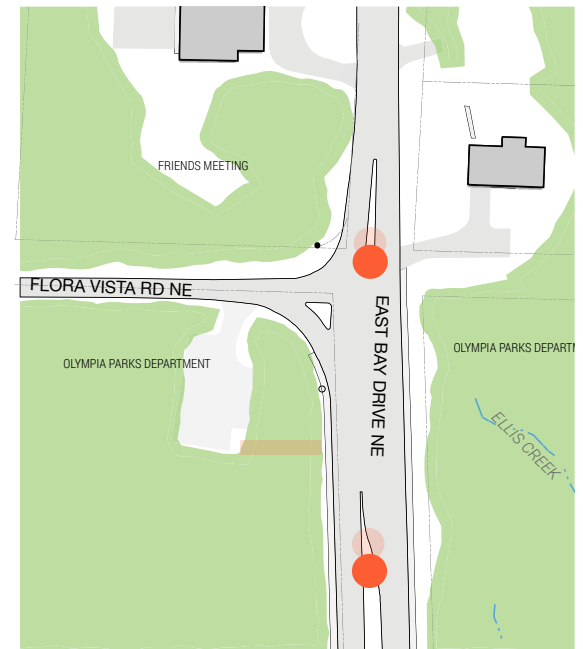 FRIENDS MEETING
FLORA VISTA RD NE
EAST BAY DRIVE NE
OLYMPIA PARKS DEPARTMENT
OLYMPIA PARKS DEPARTM
ELLIS CREEK